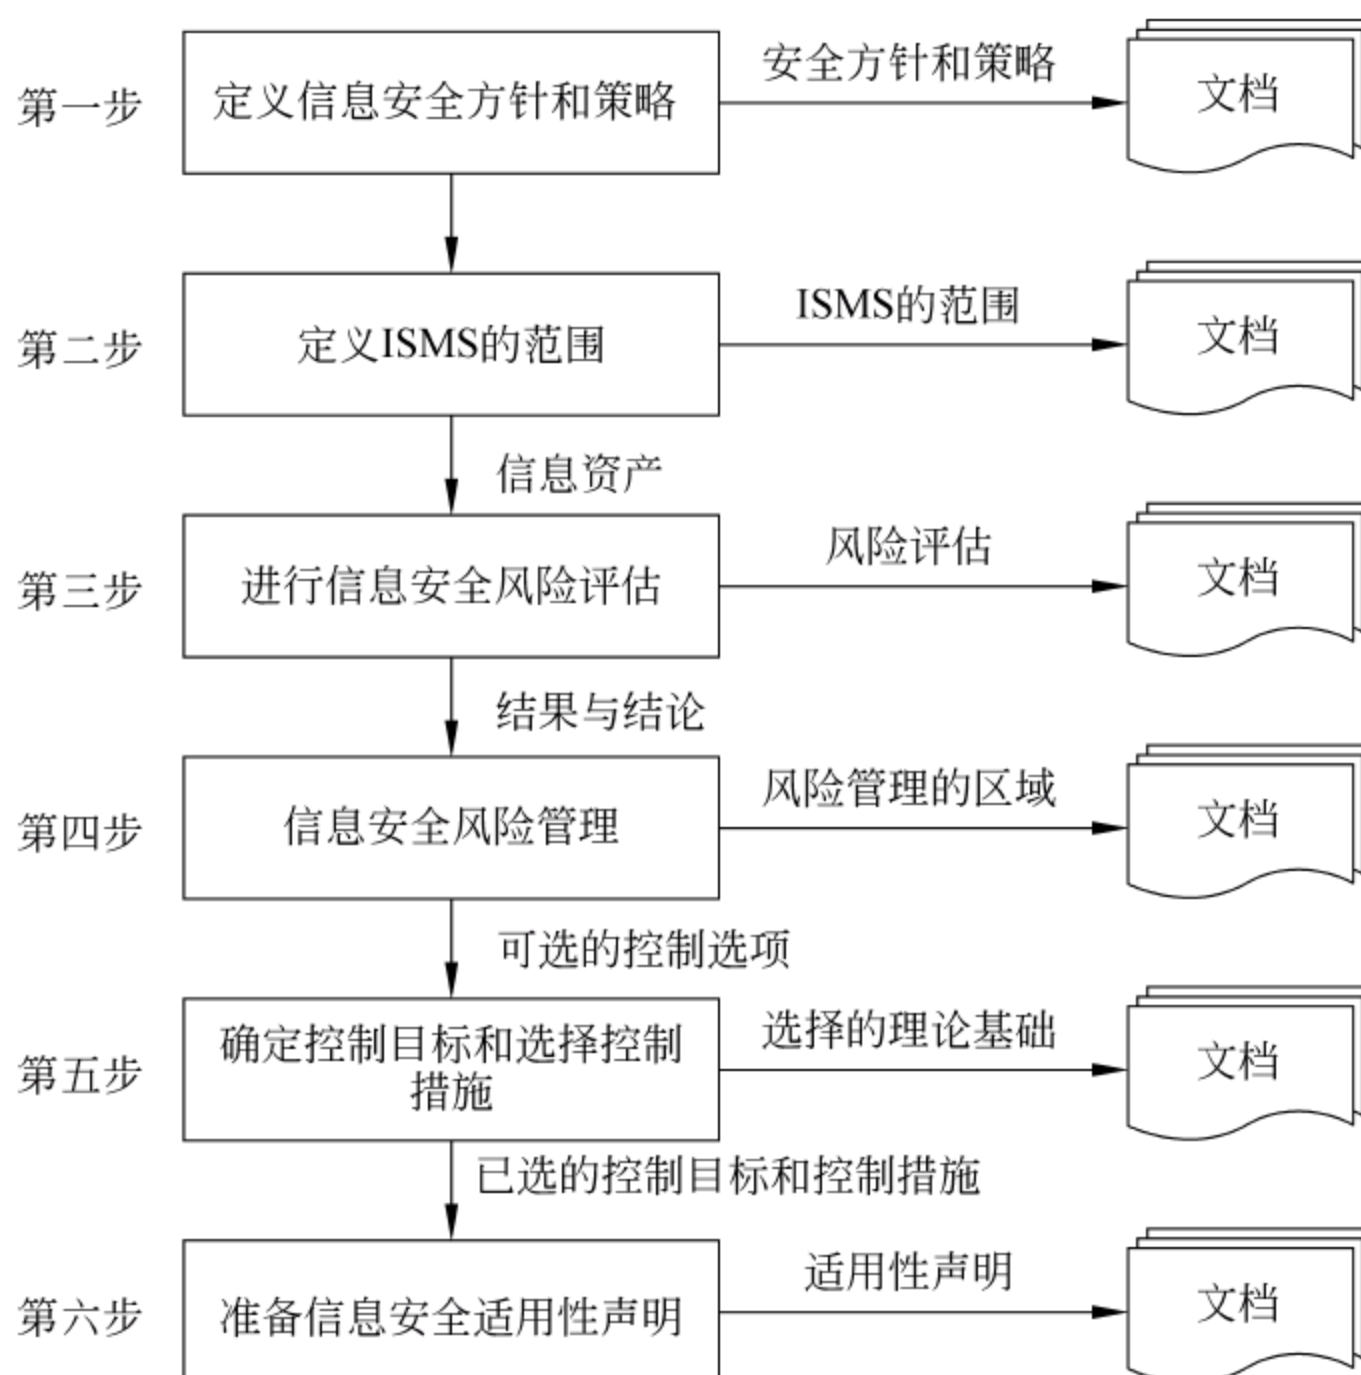 第一步
定义信息安全方针和策略
安全方针和策略
文档
第二步
定义ISMS的范围
ISMS的范围
文档
信息资产
第三步
进行信息安全风险评估
风险评估
文档
结果与结论
第四步
信息安全风险管理
风险管理的区域
文档
可选的控制选项
第五步
确定控制目标和选择控制
措施
选择的理论基础
文档
已选的控制目标和控制措施
第六步
准备信息安全适用性声明
适用性声明
文档